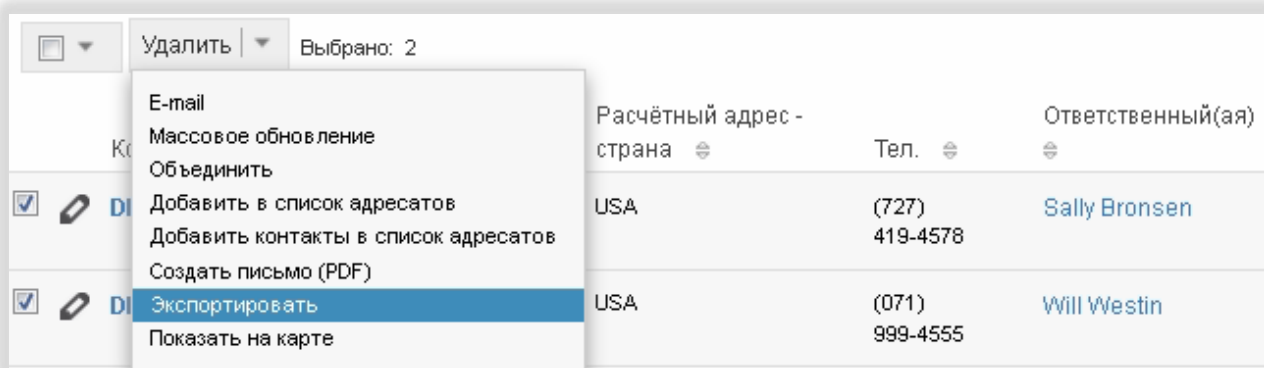 Удалить
Выбрано: 2
E-mail
Массовое обновление
Объединить
Добавить в список адресатов
Добавить контакты в список адресатов
Создать письмо (PDF)
Экспортировать
Показать на карте
Расчётный адрес -
страна
Тел.
Ответственный(ая)
USA
(727)
419-4578
Sally Bronsen
USA
(071)
999-4555
Will Westin